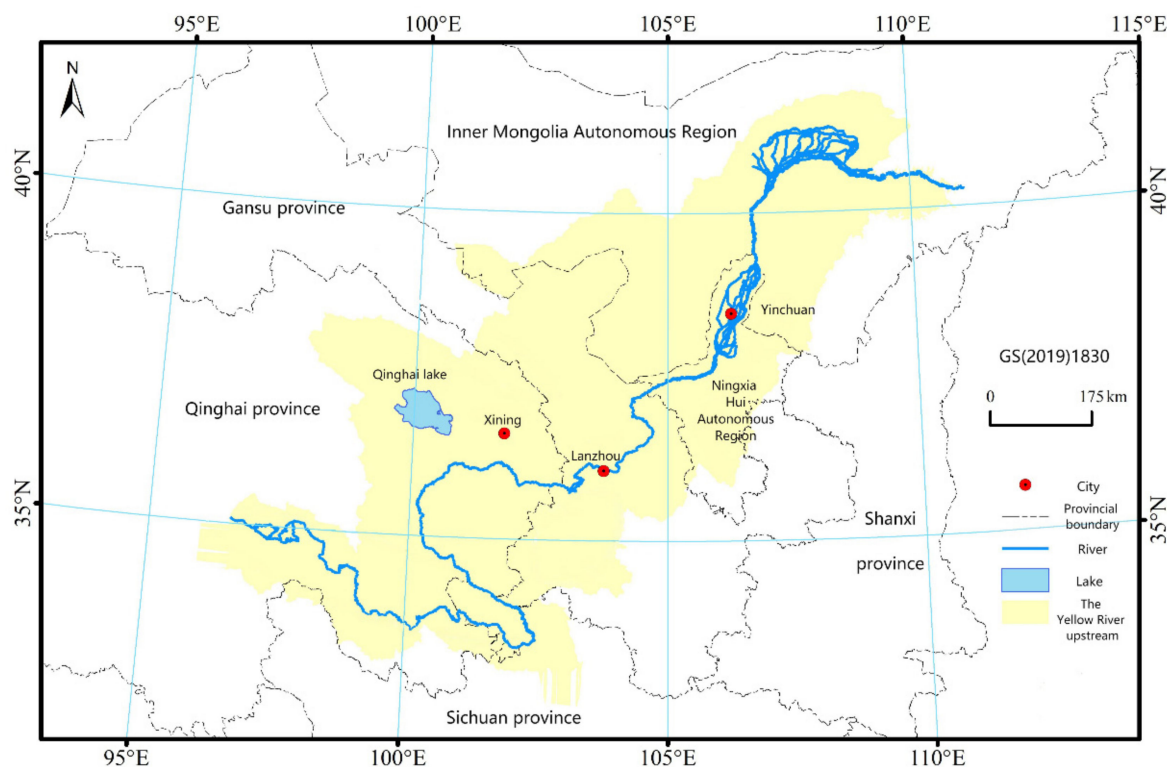 95°E
100°E
105°E
110°E
115°E
N
Inner Mongolia Autonomous Region
40°N
40°N
Gansu province
Yinchuan
GS(2019)1830
Qinghai lake
0
175 km
Ningxia
Hui
Autonomous
Region
Qinghai province
Xining
Lanzhou
City
35°N
35°N
Provincial
boundary
Shanxi
province
River
Lake
The
Yellow River
upstream
Sichuan province
95°E
100°E
105°E
110°E